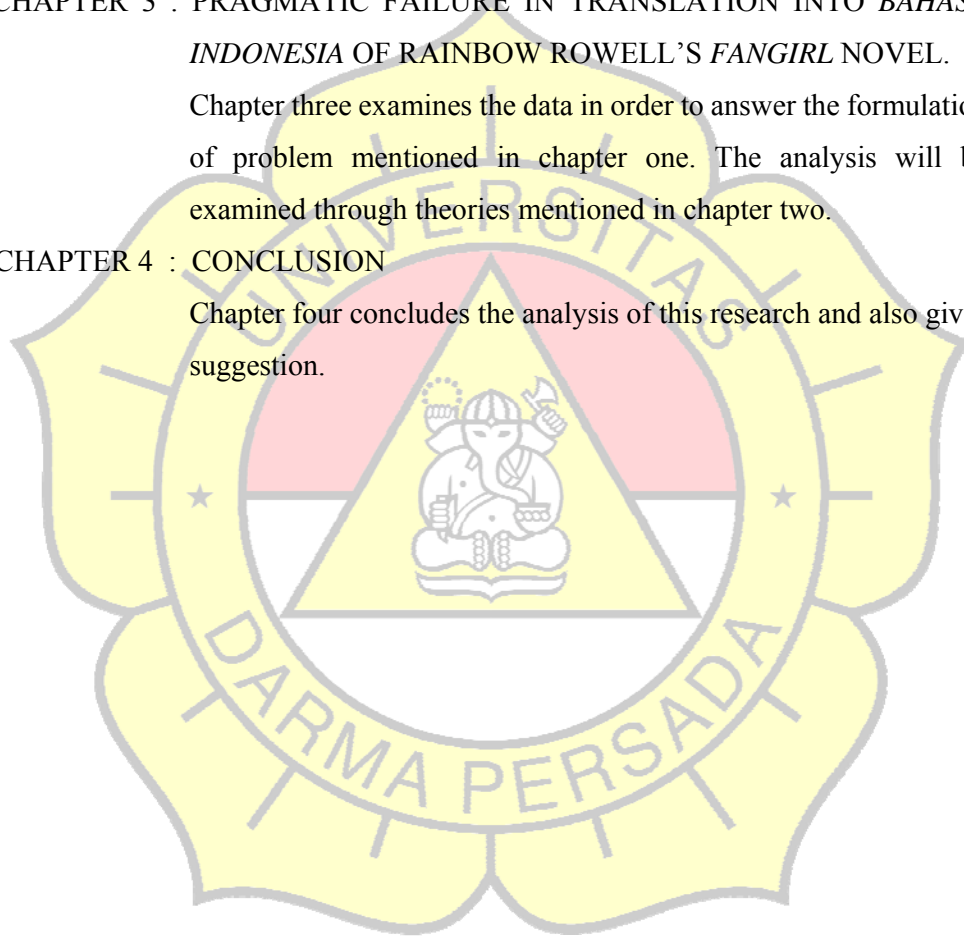 CHAPTER 3 : PRAGMATIC FAILURE IN TRANSLATION INTO BAHAS
INDONESIA OF RAINBOW ROWELL'S FANGIRL NOVEL.
Chapter three examines the data in order to answer the formulatio
of problem mentioned in chapter one. The analysis will b
examined through theories mentioned in chapter two.
CHAPTER 4 : CONCLUSION
Chapter four concludes the analysis of this research and also giv
suggestion.
UNIVERSITAS
DARMA PERSADA